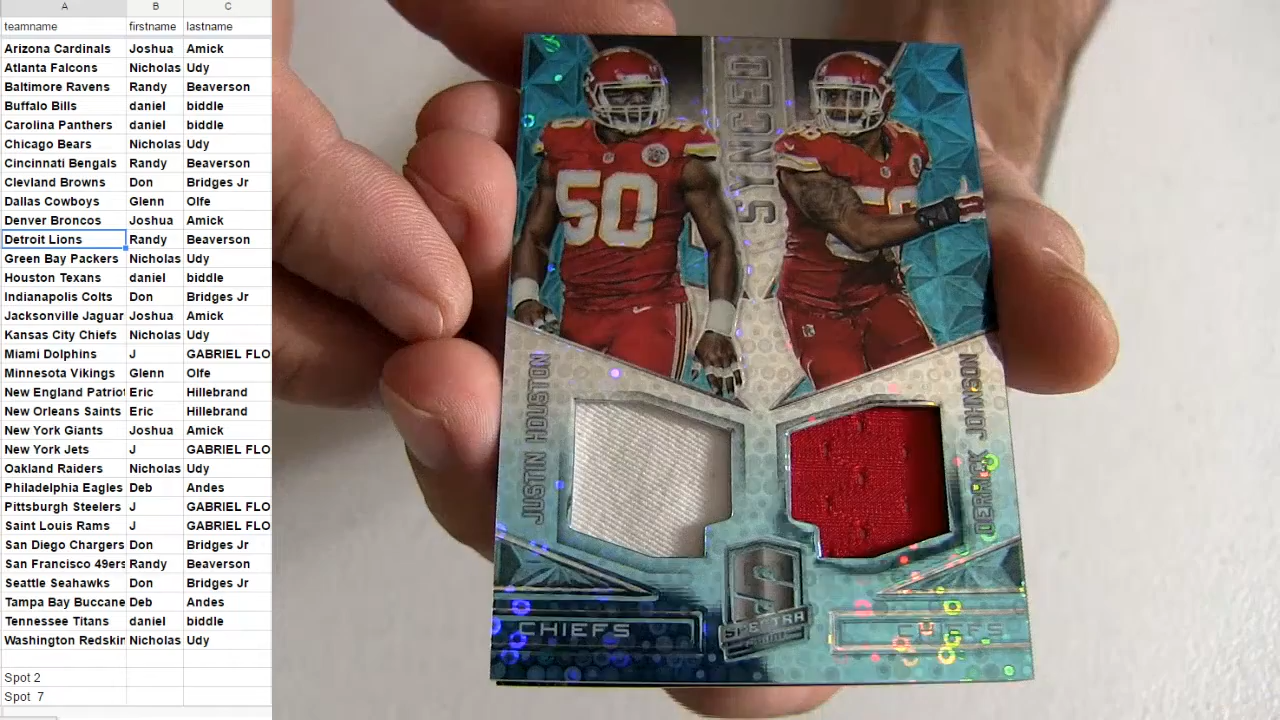 A B C
teamname firstname lastname
Arizona Cardinals Joshua Amick
Atlanta Falcons Nicholas Udy
Baltimore Ravens Randy Beaverson
Buffalo Bills daniel biddle
Carolina Panthers daniel biddle
Chicago Bears Nicholas Udy
Cincinnati Bengals Randy Beaverson
Clevland Browns Don Bridges Jr
Dallas Cowboys Glenn Olfe
Denver Broncos Joshua Amick
Detroit Lions Randy Beaverson
Green Bay Packers Nicholas Udy
Houston Texans daniel biddle
Indianapolis Colts Don Bridges Jr
Jacksonville Jaguar Joshua Amick
Kansas City Chiefs Nicholas Udy
Miami Dolphins J GABRIEL FLO
Minnesota Vikings Glenn Olfe
New England Patriot Eric Hillebrand
New Orleans Saints Eric Hillebrand
New York Giants Joshua Amick
New York Jets J GABRIEL FLO
Oakland Raiders Nicholas Udy
Philadelphia Eagles Deb Andes
Pittsburgh Steelers J GABRIEL FLO
Saint Louis Rams J GABRIEL FLO
San Diego Chargers Don Bridges Jr
San Francisco 49ers Randy Beaverson
Seattle Seahawks Don Bridges Jr
Tampa Bay Buccane Deb Andes
Tennessee Titans daniel biddle
Washington Redskin Nicholas Udy
Spot 2
Spot 7
SYNCED
50
JUSTIN HOUSTON
DERRICK JOHNSON
S
SPECTRA
CHIEFS
CHIEFS